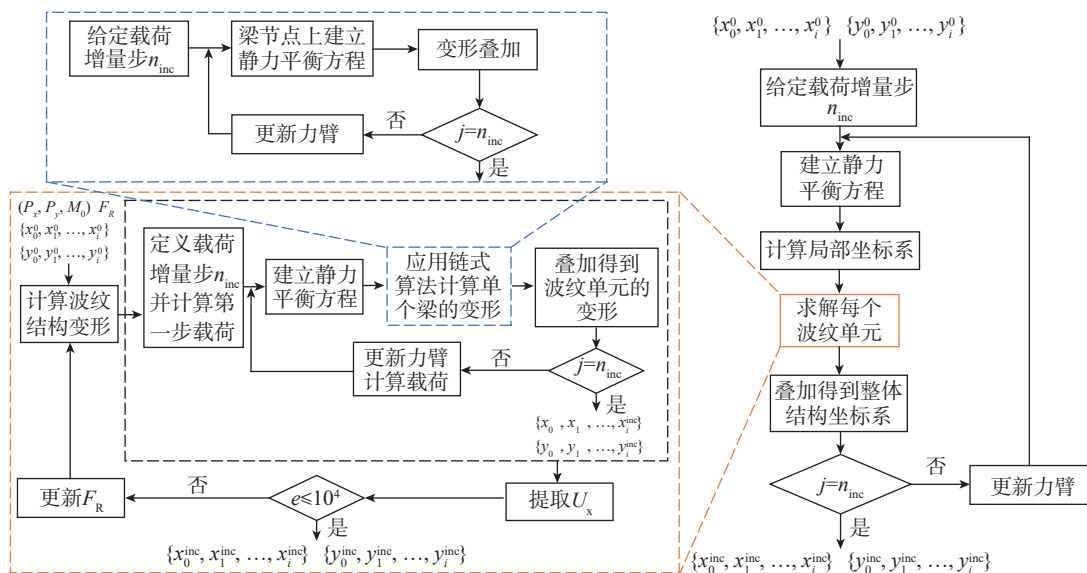 给定载荷
增量步n_inc
梁节点上建立
静力平衡方程
变形叠加
更新力臂
否
j=n_inc
是
(P_x, P_y, M_0) F_R
{x_0^0, x_1^0, …, x_i^0}
{y_0^0, y_1^0, …, y_i^0}
计算波纹
结构变形
定义载荷
增量步n_inc
并计算第
一步载荷
建立静力
平衡方程
应用链式
算法计算单
个梁的变形
叠加得到
波纹单元的
变形
更新力臂
计算载荷
否
j=n_inc
是
{x_0 , x_1 , …, x_i^inc}
{y_0 , y_1 , …, y_i^inc}
更新F_R
否
e≤10^4
提取U_x
是
{x_0^inc, x_1^inc, …, x_i^inc} {y_0^inc, y_1^inc, …, y_i^inc}
{x_0^0, x_1^0, …, x_i^0} {y_0^0, y_1^0, …, y_i^0}
给定载荷增量步
n_inc
建立静力
平衡方程
计算局部坐标系
求解每个
波纹单元
叠加得到整体
结构坐标系
j=n_inc
否
更新力臂
是
{x_0^inc, x_1^inc, …, x_i^inc} {y_0^inc, y_1^inc, …, y_i^inc}